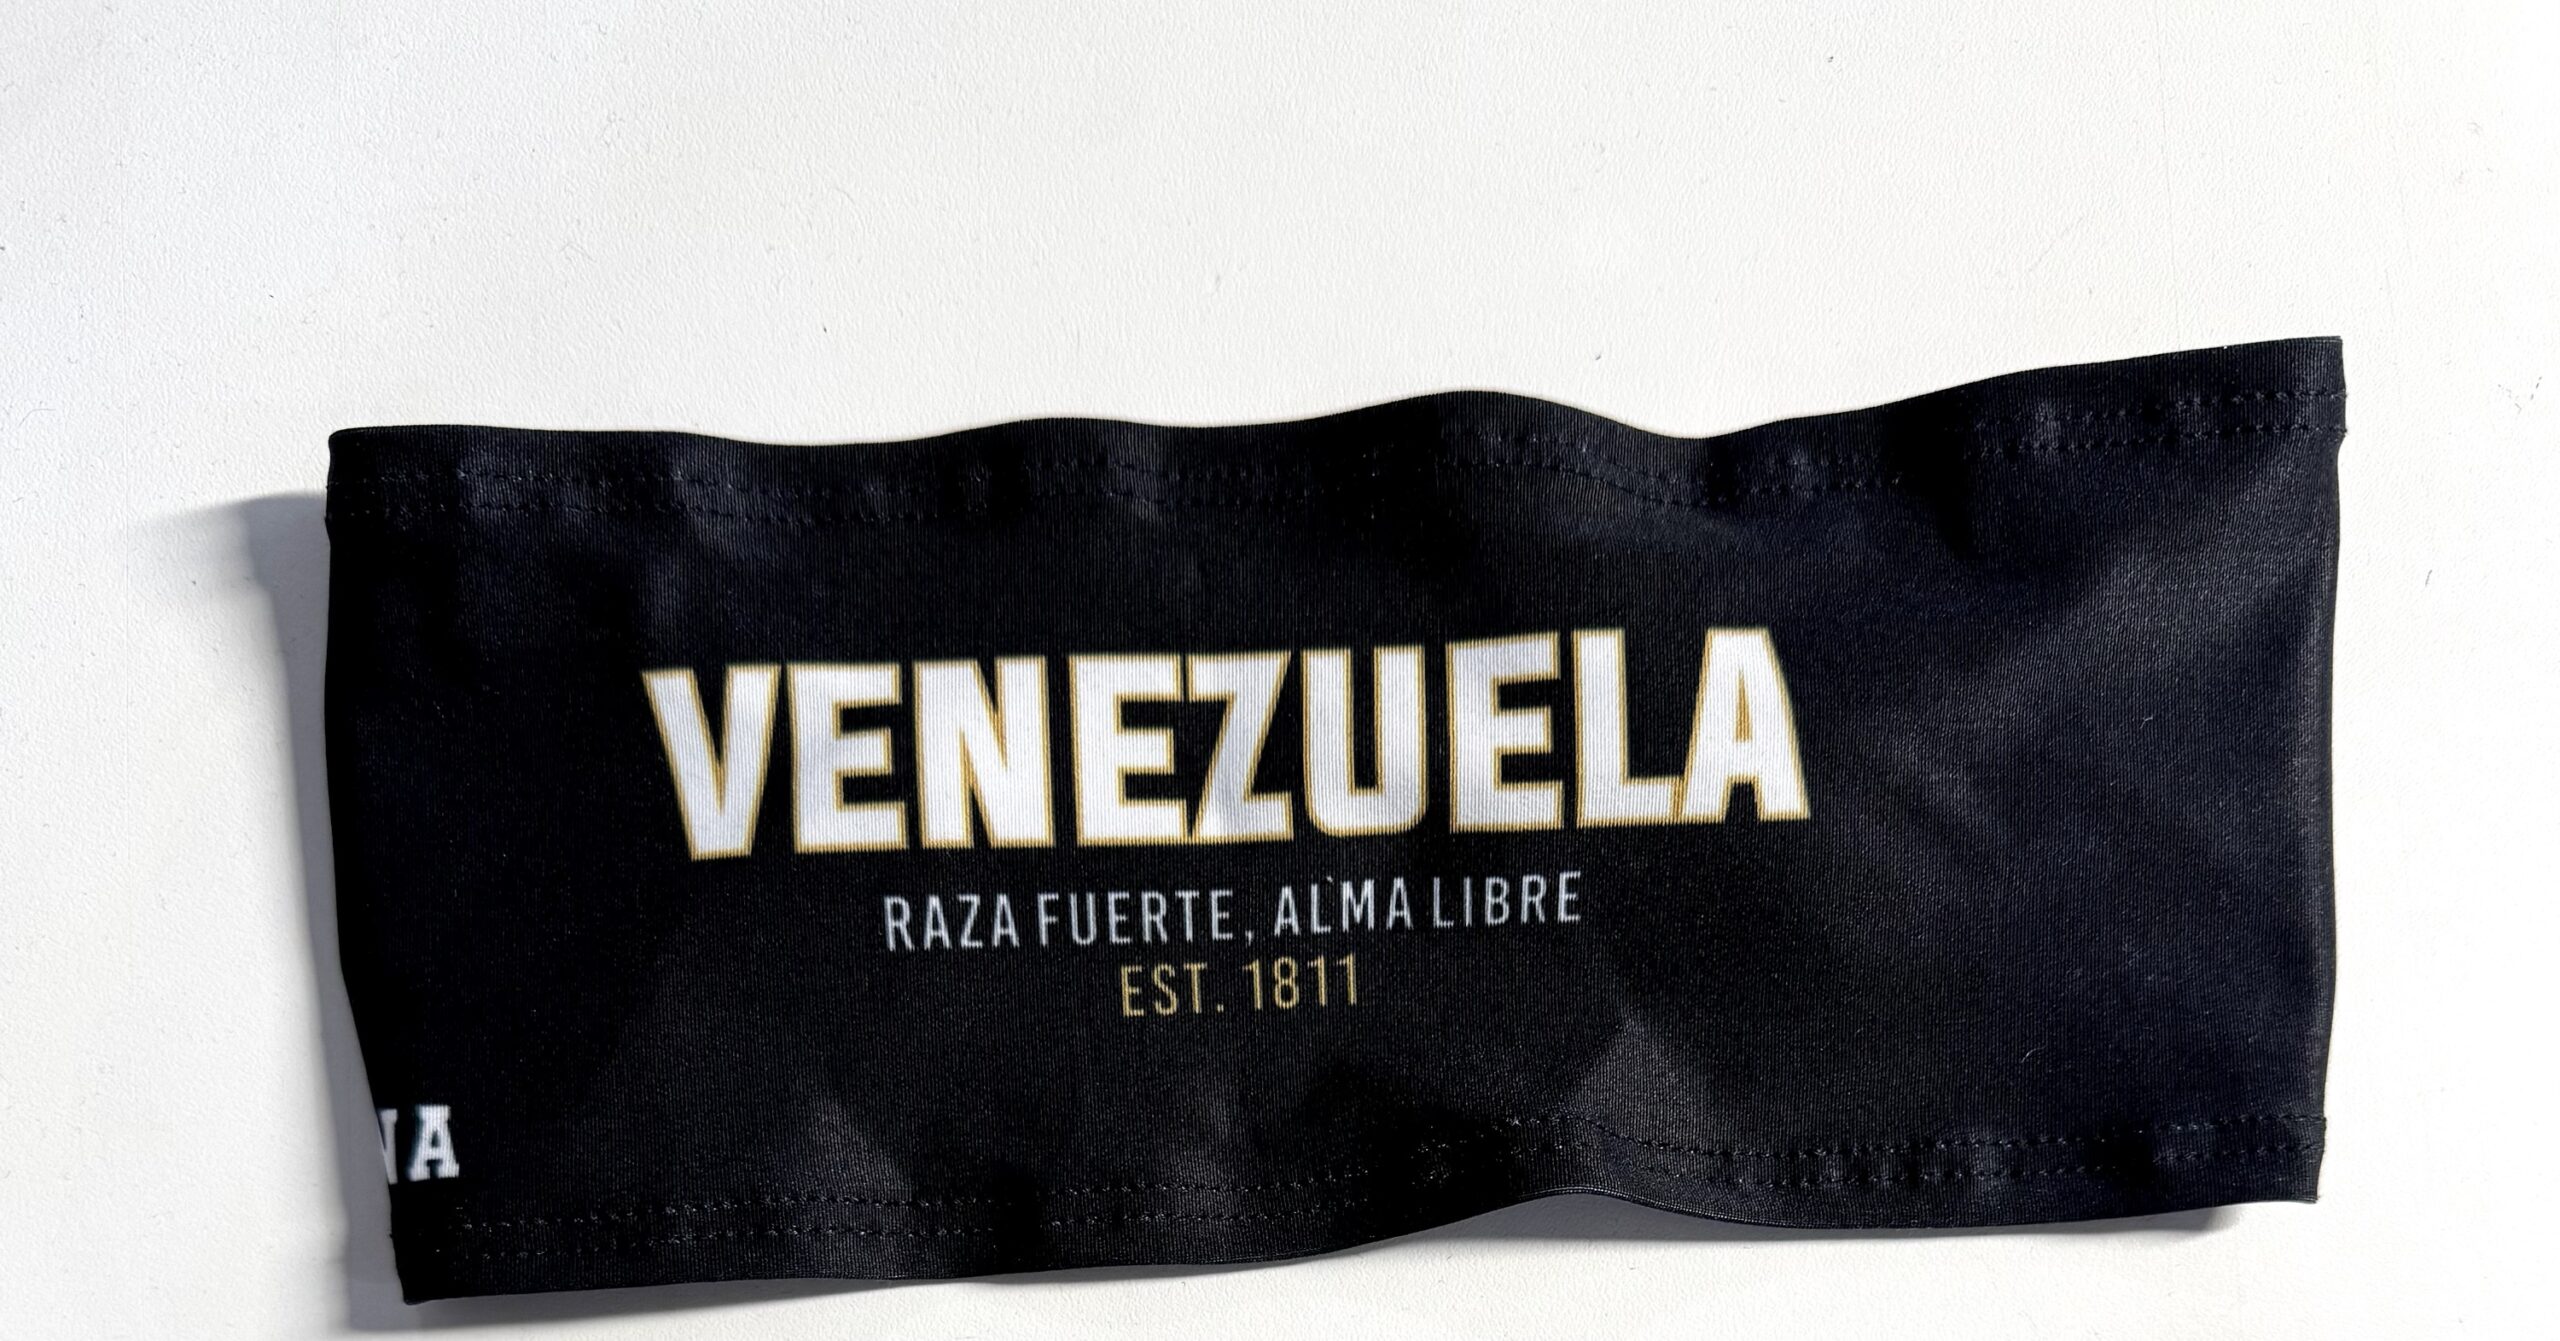 VENEZUELA
RAZA FUERTE, ALMA LIBRE
EST. 1811